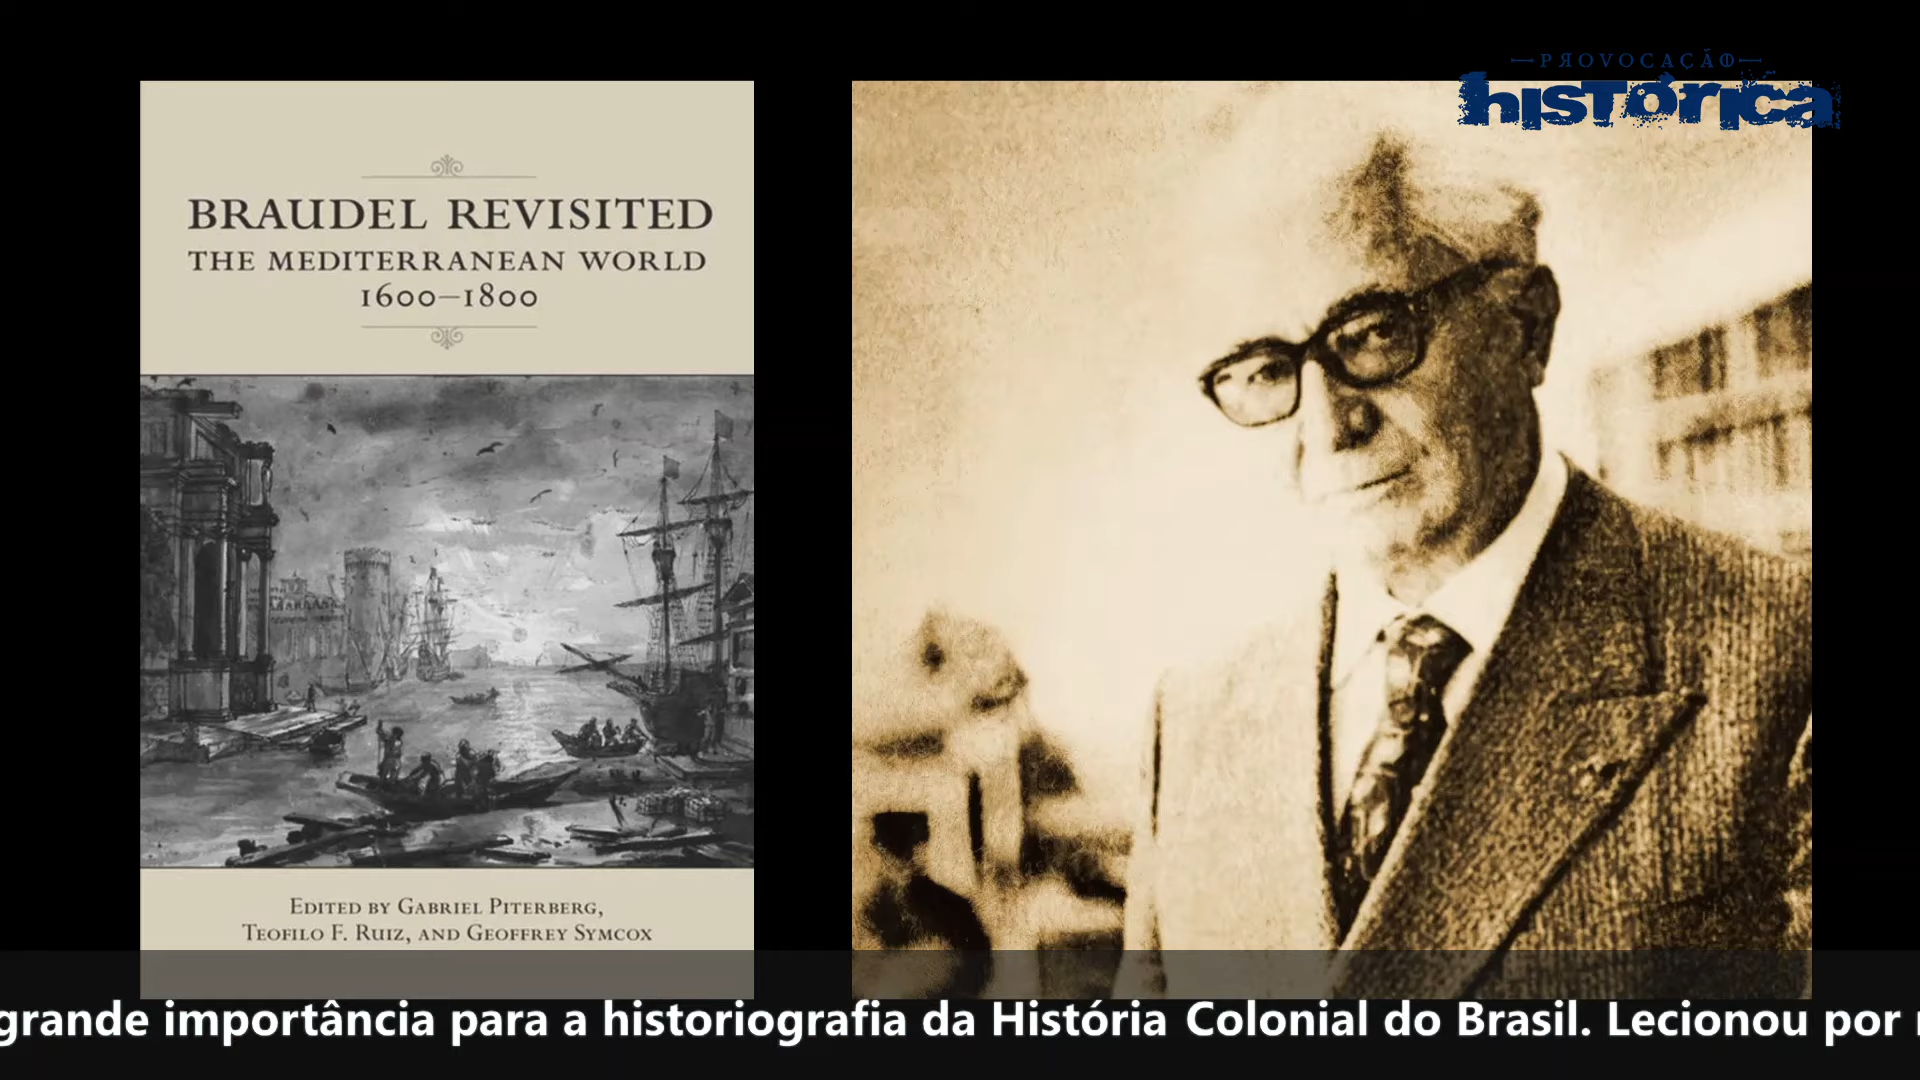 PROVOCAÇÃO
histórica
BRAUDEL REVISITED
THE MEDITERRANEAN WORLD
1600–1800
EDITED BY GABRIEL PITERBERG,
TEOFILO F. RUIZ, AND GEOFFREY SYMCOX
grande importância para a historiografia da História Colonial do Brasil. Lecionou por